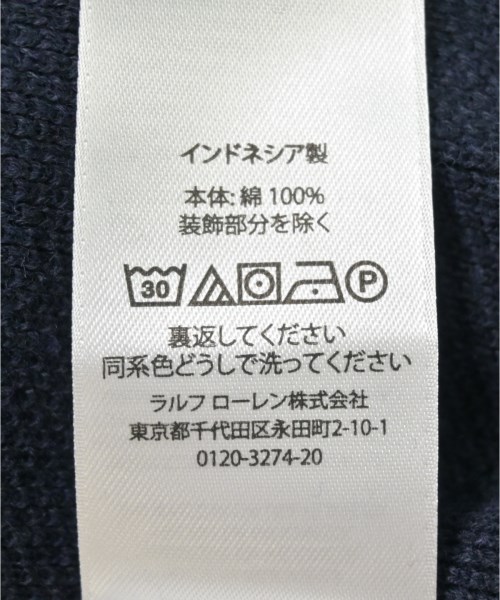 インドネシア製
本体: 綿 100%
装飾部分を除く
30 P
裏返してください
同系色どうしで洗ってください
ラルフ ローレン株式会社
東京都千代田区永田町2-10-1
0120-3274-20